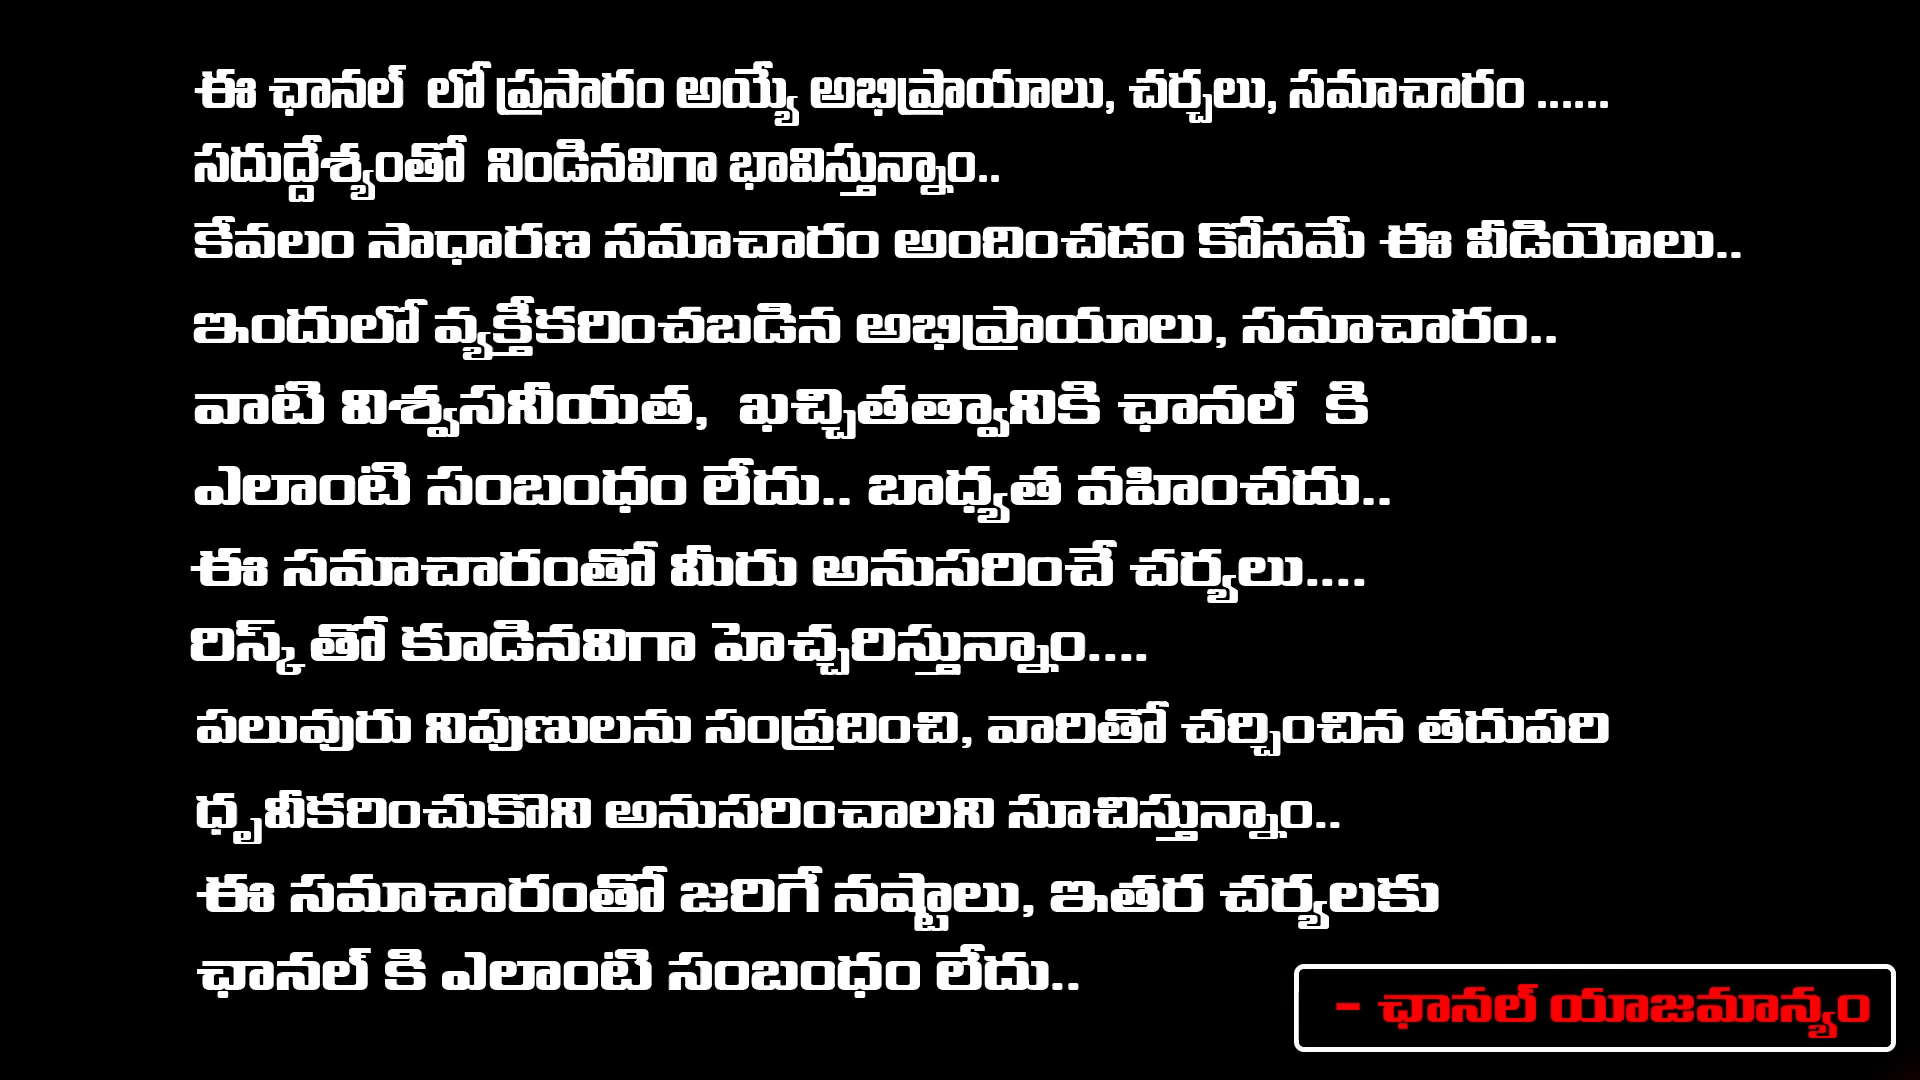 ఈ ఛానల్ లో ప్రసారం అయ్యే అభిప్రాయాలు, చర్చలు, సమాచారం ......
సదుద్దేశ్యంతో నిండినవిగా భావిస్తున్నాం..
కేవలం సాధారణ సమాచారం అందించడం కోసమే ఈ వీడియోలు..
ఇందులో వ్యక్తీకరించబడిన అభిప్రాయాలు, సమాచారం..
వాటి విశ్వసనీయత, ఖచ్చితత్వానికి ఛానల్ కి
ఎలాంటి సంబంధం లేదు.. బాధ్యత వహించదు..
ఈ సమాచారంతో మీరు అనుసరించే చర్యలు....
రిస్క్ తో కూడినవిగా హెచ్చరిస్తున్నాం....
పలువురు నిపుణులను సంప్రదించి, వారితో చర్చించిన తదుపరి
ధృవీకరించుకొని అనుసరించాలని సూచిస్తున్నాం..
ఈ సమాచారంతో జరిగే నష్టాలు, ఇతర చర్యలకు
ఛానల్ కి ఎలాంటి సంబంధం లేదు..
- ఛానల్ యాజమాన్యం